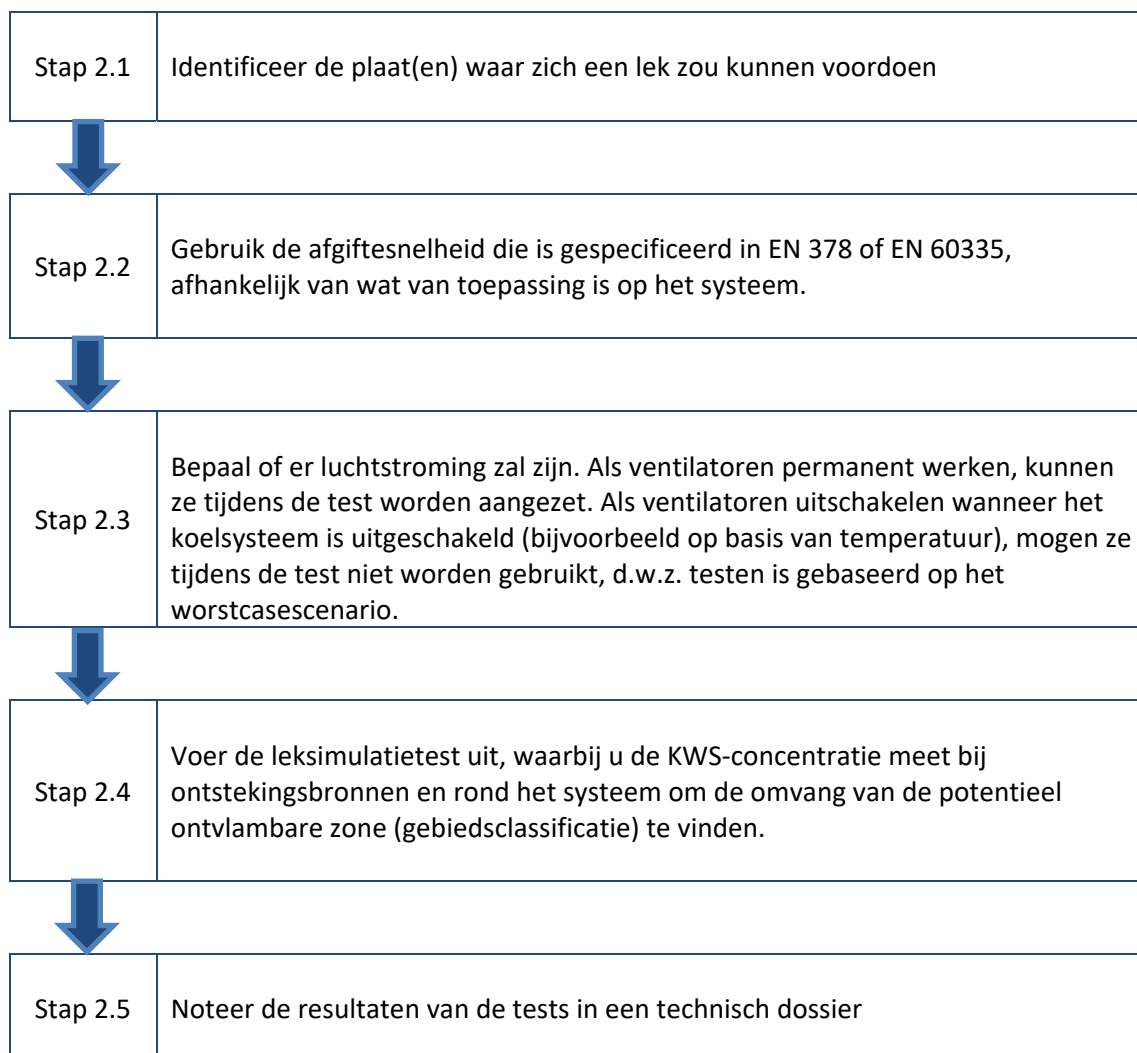 Stap 2.1
Identificeer de plaat(en) waar zich een lek zou kunnen voordoen
Stap 2.2
Gebruik de afgiftesnelheid die is gespecificeerd in EN 378 of EN 60335,
afhankelijk van wat van toepassing is op het systeem.
Stap 2.3
Bepaal of er luchtstroming zal zijn. Als ventilatoren permanent werken, kunnen
ze tijdens de test worden aangezet. Als ventilatoren uitschakelen wanneer het
koelsysteem is uitgeschakeld (bijvoorbeeld op basis van temperatuur), mogen ze
tijdens de test niet worden gebruikt, d.w.z. testen is gebaseerd op het
worstcasescenario.
Stap 2.4
Voer de leksimulatietest uit, waarbij u de KWS-concentratie meet bij
ontstekingsbronnen en rond het systeem om de omvang van de potentieel
ontvlambare zone (gebiedsclassificatie) te vinden.
Stap 2.5
Noteer de resultaten van de tests in een technisch dossier